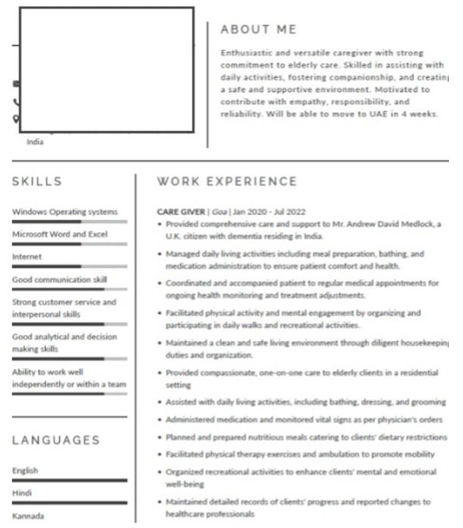 India
ABOUT ME
Enthusiastic and versatile caregiver with strong
commitment to elderly care. Skilled in assisting with
daily activities, fostering companionship, and creating
a safe and supportive environment. Motivated to
contribute with empathy, responsibility, and
reliability. Will be able to move to UAE in 4 weeks.
SKILLS
Windows Operating systems
Microsoft Word and Excel
Internet
Good communication skill
Strong customer service and
interpersonal skills
Good analytical and decision
making skills
Ability to work well
independently or within a team
LANGUAGES
English
Hindi
Kannada
WORK EXPERIENCE
CARE GIVER | Goa | Jan 2020 - Jul 2022
• Provided comprehensive care and support to Mr. Andrew David Medlock, a
U.K. citizen with dementia residing in India.
• Managed daily living activities including meal preparation, bathing, and
medication administration to ensure patient comfort and health.
• Coordinated and accompanied patient to regular medical appointments for
ongoing health monitoring and treatment adjustments.
• Facilitated physical activity and mental engagement by organizing and
participating in daily walks and recreational activities.
• Maintained a clean and safe living environment through diligent housekeeping
duties and organization.
• Provided compassionate, one-on-one care to elderly clients in a residential
setting
• Assisted with daily living activities, including bathing, dressing, and grooming
• Administered medication and monitored vital signs as per physician's orders
• Planned and prepared nutritious meals catering to clients' dietary restrictions
• Facilitated physical therapy exercises and ambulation to promote mobility
• Organized recreational activities to enhance clients' mental and emotional
well-being
• Maintained detailed records of clients' progress and reported changes to
healthcare professionals